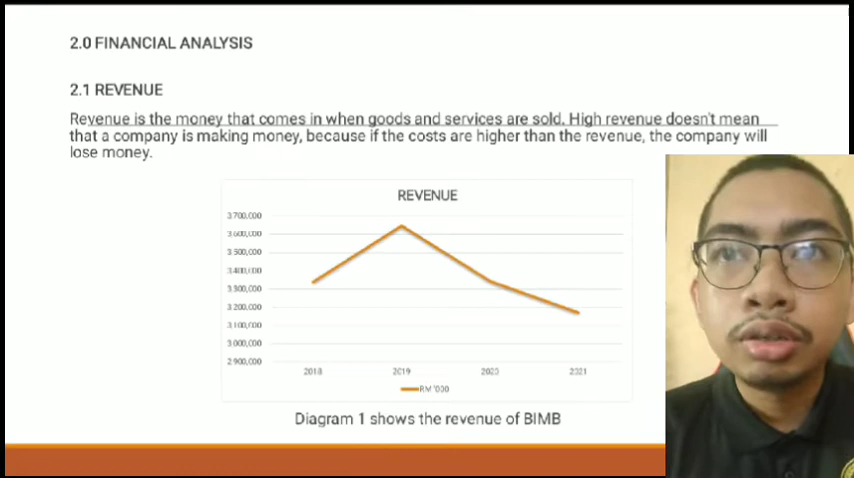 2.0 FINANCIAL ANALYSIS
2.1 REVENUE
Revenue is the money that comes in when goods and services are sold. High revenue doesn't mean
that a company is making money, because if the costs are higher than the revenue, the company will
lose money.
REVENUE
3 700,000
3 600,000
3 500,000
3 400,000
3 300,000
3 200,000
3 100,000
3 000,000
2 900,000
2018 2019 2020 2021
RM '000
Diagram 1 shows the revenue of BIMB